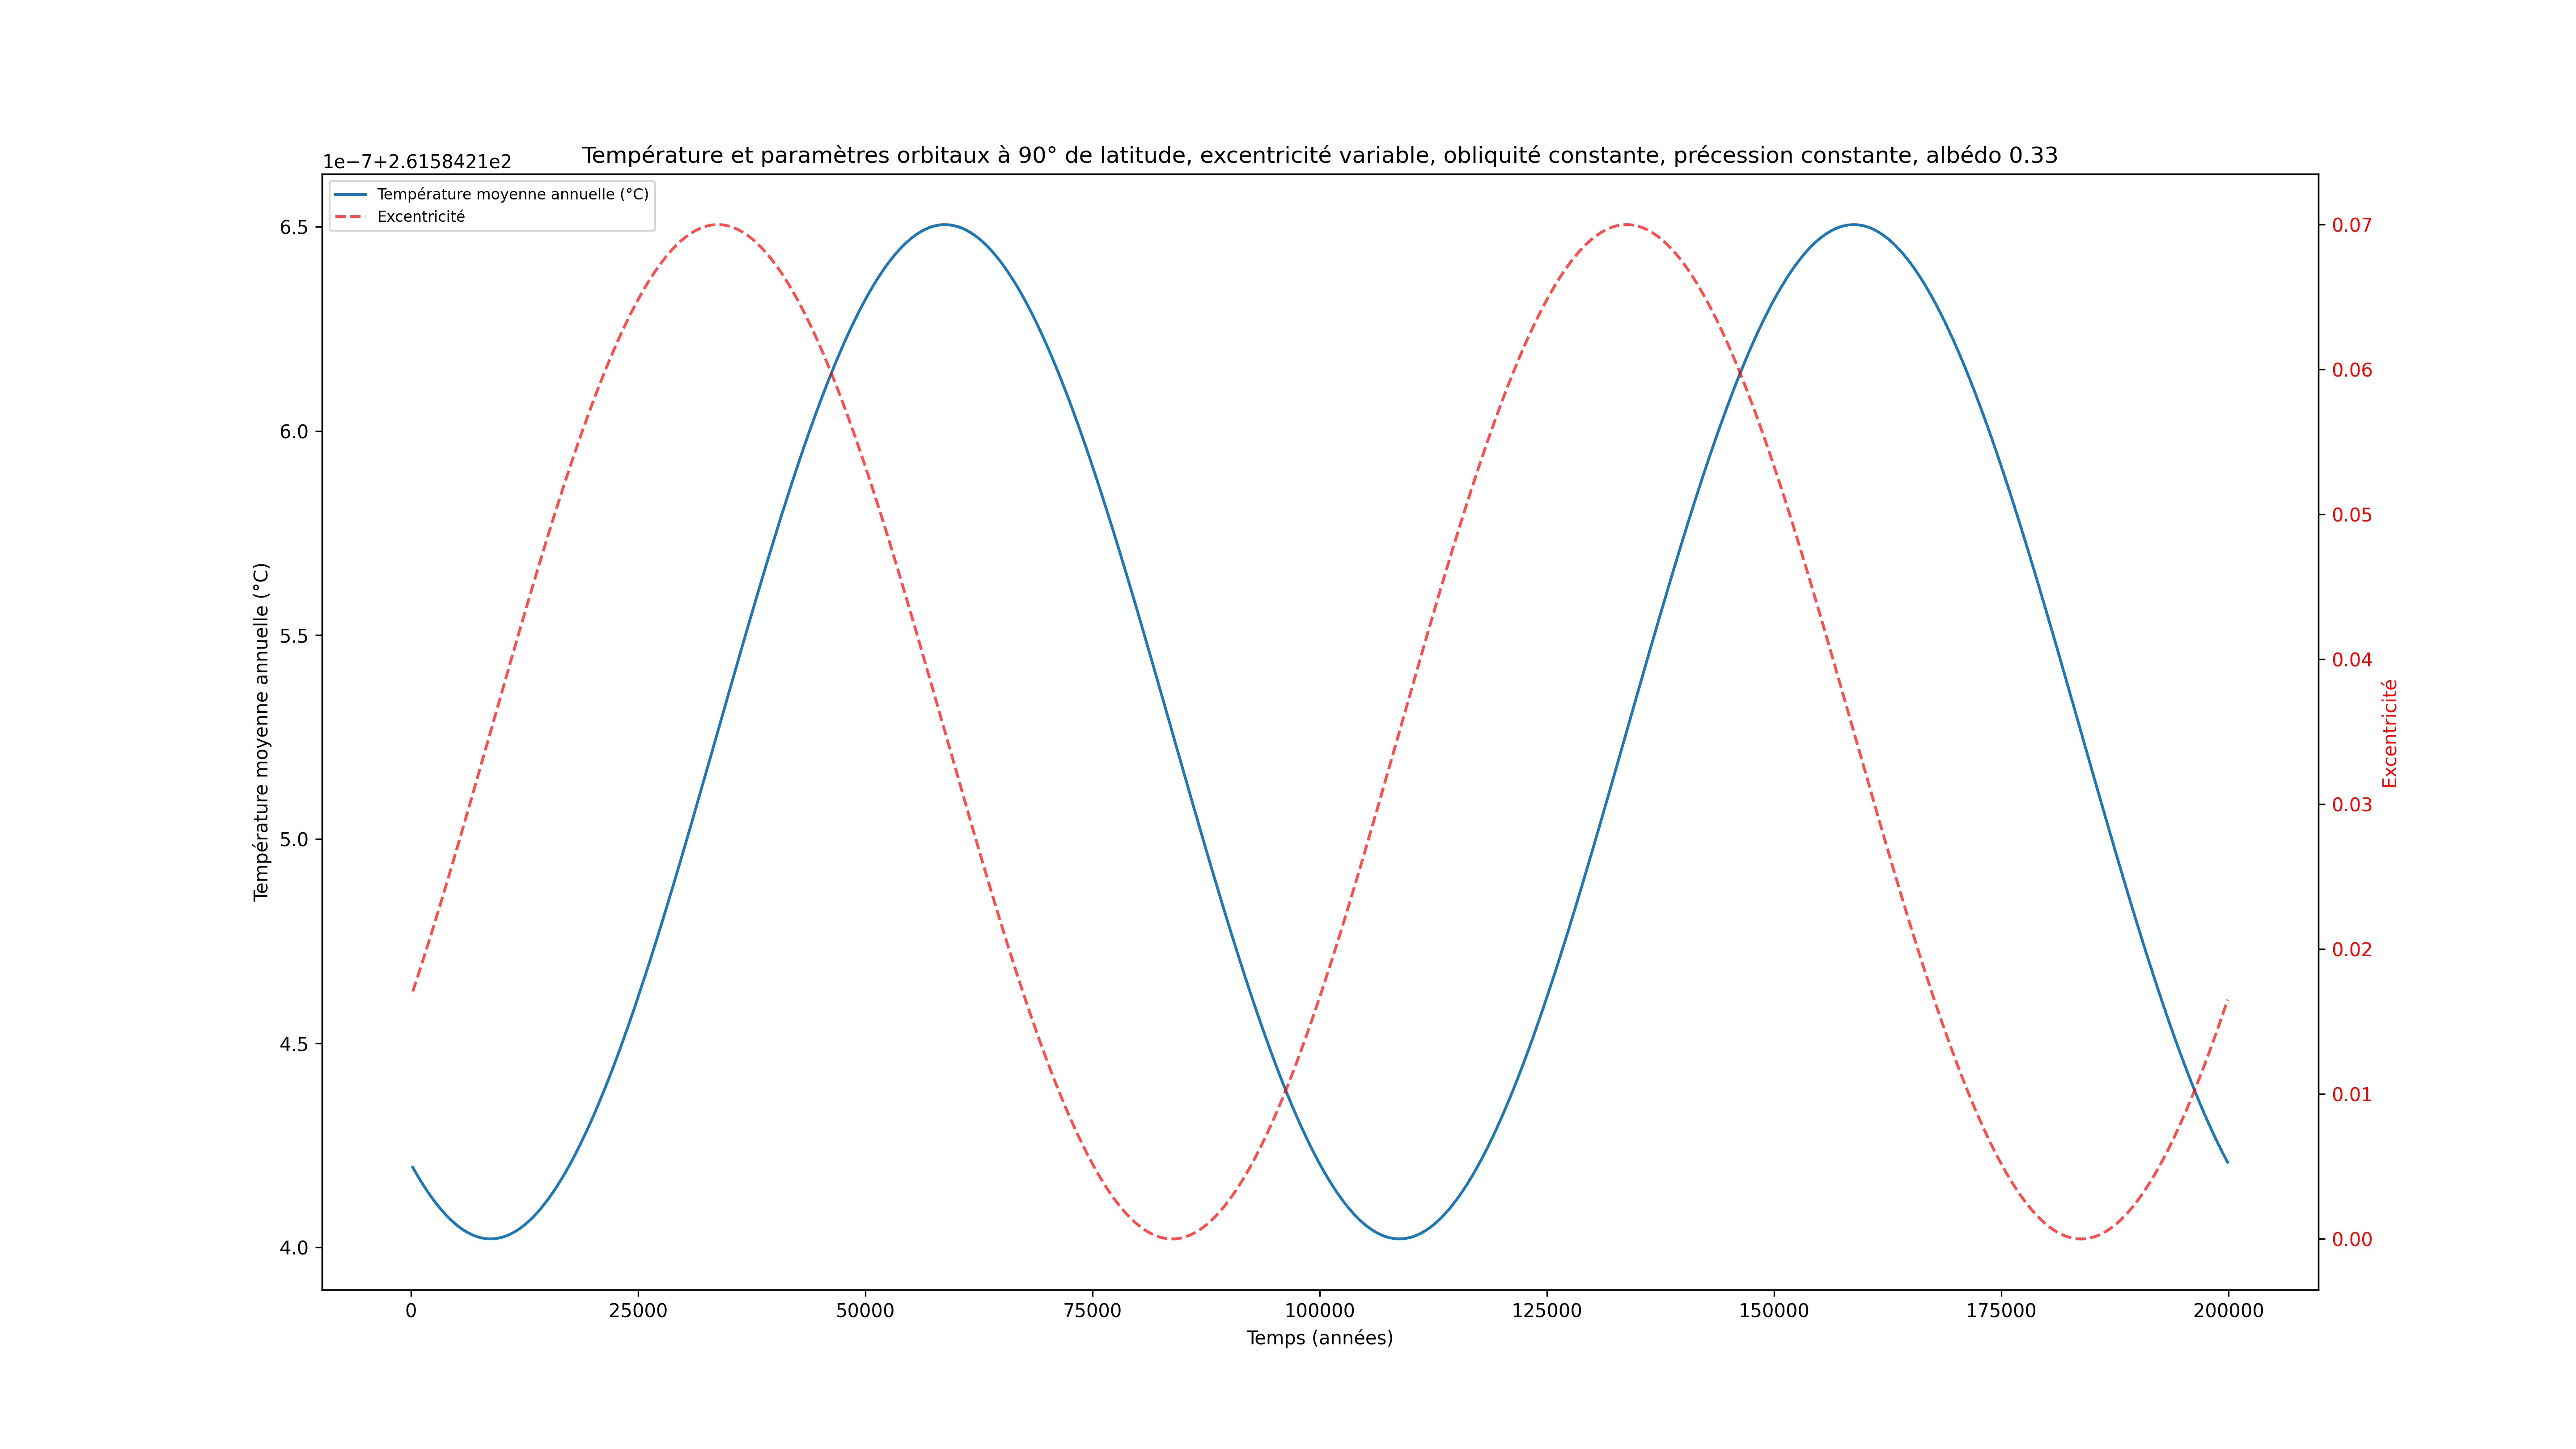 Température et paramètres orbitaux à 90° de latitude, excentricité variable, obliquité constante, précession constante, albédo 0.33
1e−7+2.6158421e2
Température moyenne annuelle (°C)
Excentricité
6.5
6.0
5.5
5.0
4.5
4.0
Température moyenne annuelle (°C)
0.07
0.06
0.05
0.04
0.03
0.02
0.01
0.00
Excentricité
0 25000 50000 75000 100000 125000 150000 175000 200000
Temps (années)